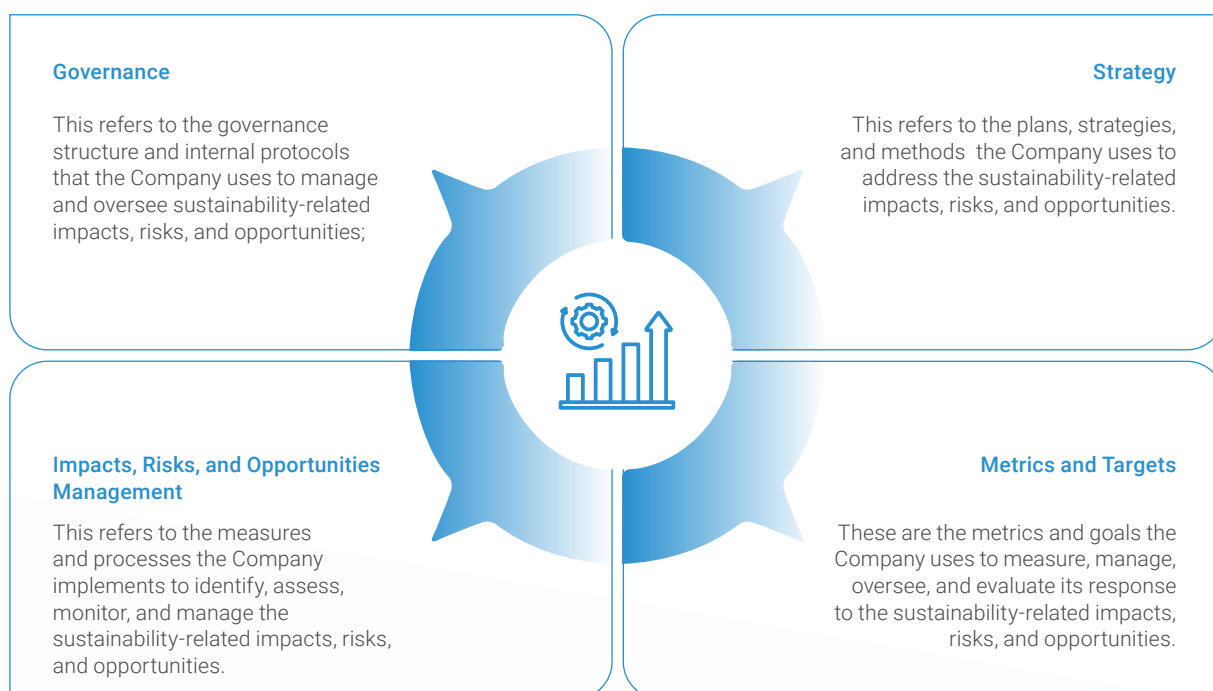 Governance
This refers to the governance
structure and internal protocols
that the Company uses to manage
and oversee sustainability-related
impacts, risks, and opportunities;
Strategy
This refers to the plans, strategies,
and methods  the Company uses to
address the sustainability-related
impacts, risks, and opportunities.
Impacts, Risks, and Opportunities
Management
This refers to the measures
and processes the Company
implements to identify, assess,
monitor, and manage the
sustainability-related impacts, risks,
and opportunities.
Metrics and Targets
These are the metrics and goals the
Company uses to measure, manage,
oversee, and evaluate its response
to the sustainability-related impacts,
risks, and opportunities.